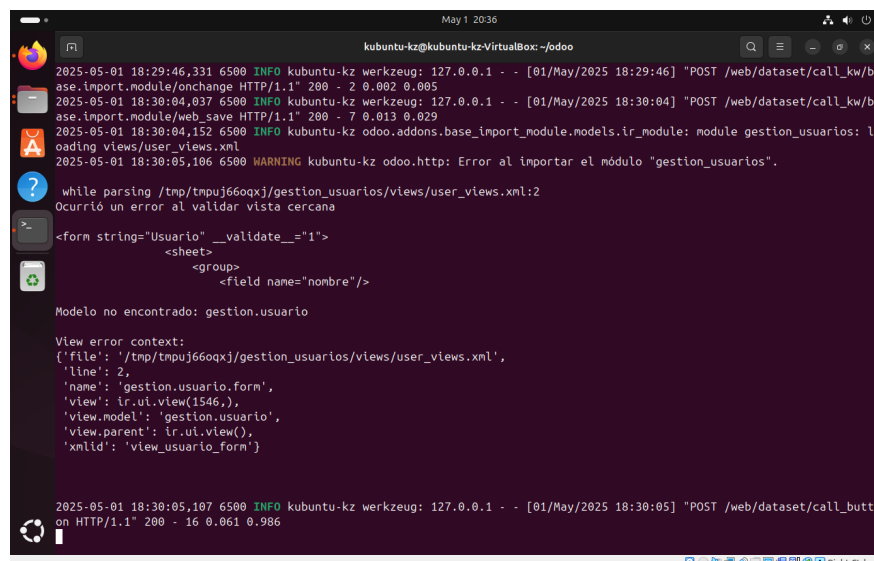 May 1 20:36
kubuntu-kz@kubuntu-kz-VirtualBox: ~/odoo
2025-05-01 18:29:46,331 6500 INFO kubuntu-kz werkzeug: 127.0.0.1 - - [01/May/2025 18:29:46] "POST /web/dataset/call_kw/b
ase.import.module/onchange HTTP/1.1" 200 - 2 0.002 0.005
2025-05-01 18:30:04,037 6500 INFO kubuntu-kz werkzeug: 127.0.0.1 - - [01/May/2025 18:30:04] "POST /web/dataset/call_kw/b
ase.import.module/web_save HTTP/1.1" 200 - 7 0.013 0.029
2025-05-01 18:30:04,152 6500 INFO kubuntu-kz odoo.addons.base_import_module.models.ir_module: module gestion_usuarios: l
oading views/user_views.xml
2025-05-01 18:30:05,106 6500 WARNING kubuntu-kz odoo.http: Error al importar el módulo "gestion_usuarios".
while parsing /tmp/tmpuj66oqxj/gestion_usuarios/views/user_views.xml:2
Ocurrió un error al validar vista cercana
<form string="Usuario" __validate__="1">
<sheet>
<group>
<field name="nombre"/>
Modelo no encontrado: gestion.usuario
View error context:
{'file': '/tmp/tmpuj66oqxj/gestion_usuarios/views/user_views.xml',
'line': 2,
'name': 'gestion.usuario.form',
'view': ir.ui.view(1546,),
'view.model': 'gestion.usuario',
'view.parent': ir.ui.view(),
'xmlid': 'view_usuario_form'}
2025-05-01 18:30:05,107 6500 INFO kubuntu-kz werkzeug: 127.0.0.1 - - [01/May/2025 18:30:05] "POST /web/dataset/call_butt
on HTTP/1.1" 200 - 16 0.061 0.986